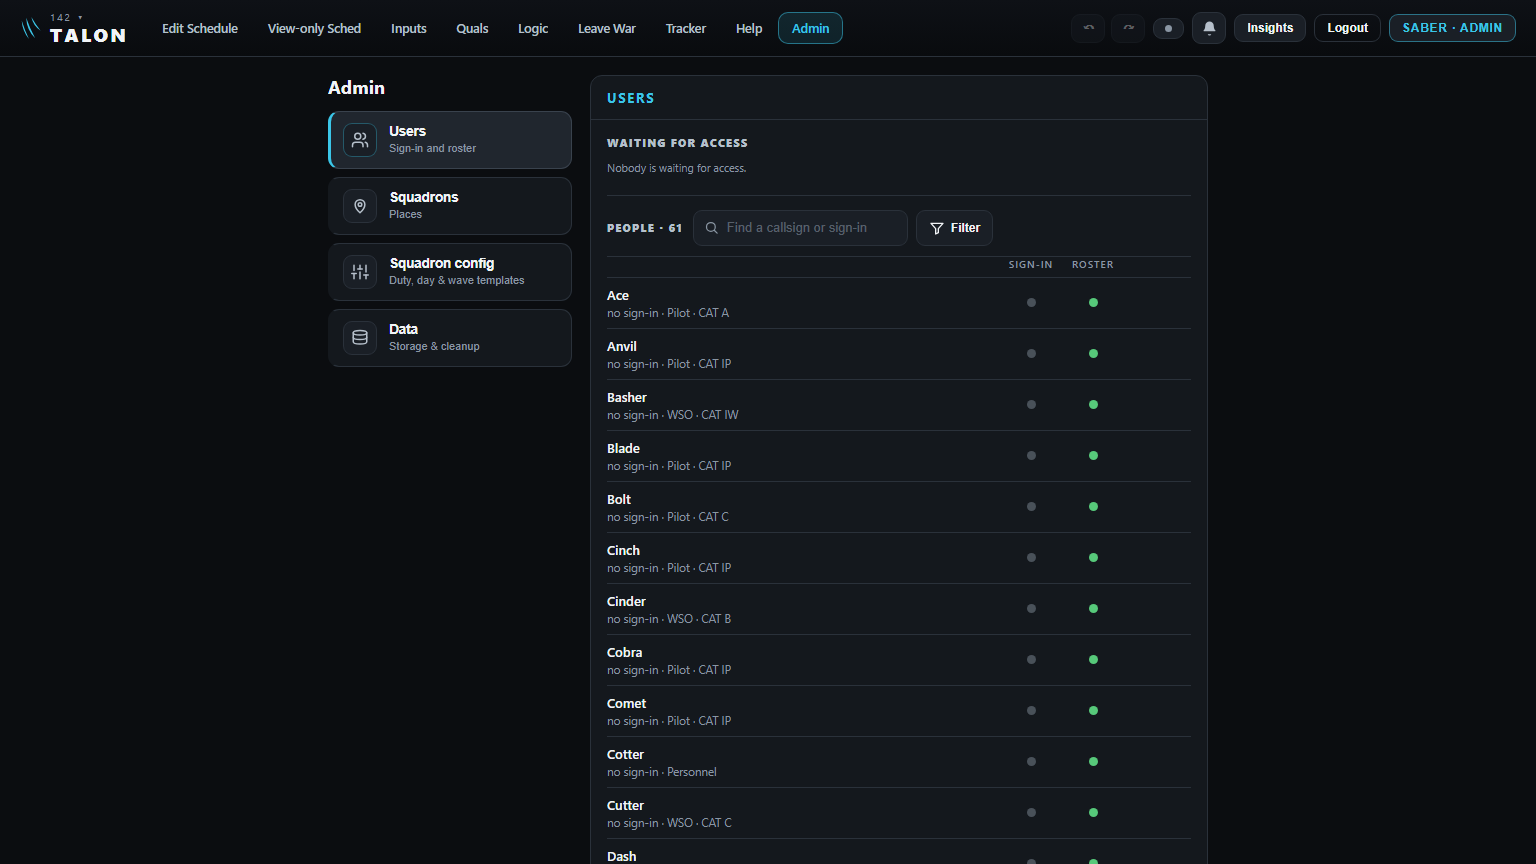 142 ▾
TALON
Edit Schedule
View-only Sched
Inputs
Quals
Logic
Leave War
Tracker
Help
Admin
Insights
Logout
SABER · ADMIN
Admin
Users
Sign-in and roster
Squadrons
Places
Squadron config
Duty, day & wave templates
Data
Storage & cleanup
USERS
WAITING FOR ACCESS
Nobody is waiting for access.
PEOPLE · 61
Find a callsign or sign-in
Filter
SIGN-IN ROSTER
Ace
no sign-in · Pilot · CAT A
Anvil
no sign-in · Pilot · CAT IP
Basher
no sign-in · WSO · CAT IW
Blade
no sign-in · Pilot · CAT IP
Bolt
no sign-in · Pilot · CAT C
Cinch
no sign-in · Pilot · CAT IP
Cinder
no sign-in · WSO · CAT B
Cobra
no sign-in · Pilot · CAT IP
Comet
no sign-in · Pilot · CAT IP
Cotter
no sign-in · Personnel
Cutter
no sign-in · WSO · CAT C
Dash